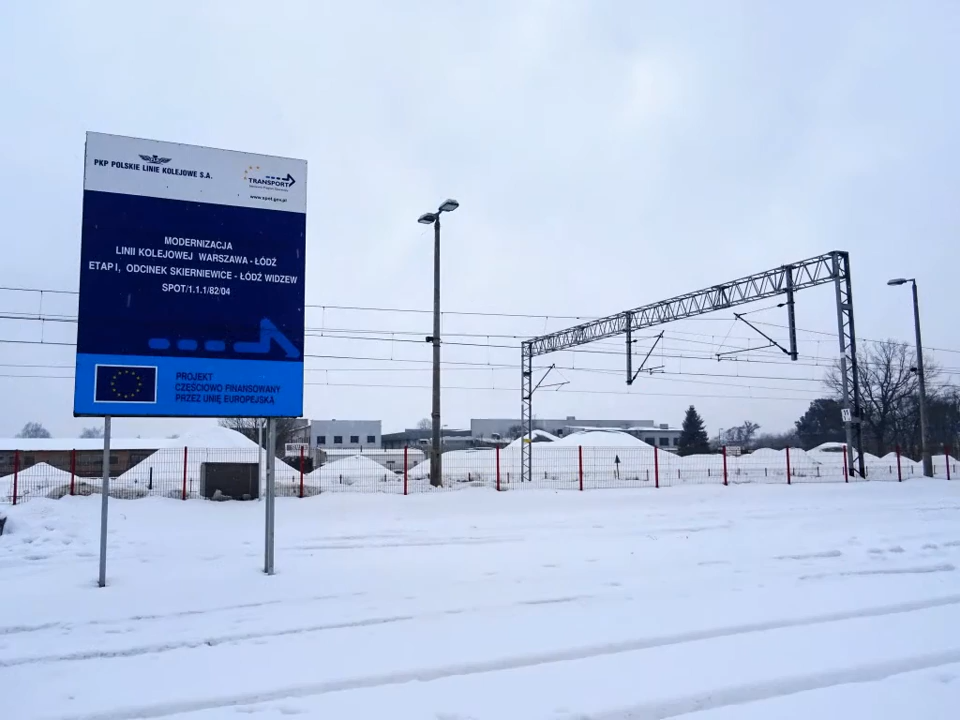 PKP POLSKIE LINIE KOLEJOWE S.A.
TRANSPORT
www.spot.gov.pl
MODERNIZACJA
LINII KOLEJOWEJ WARSZAWA - ŁÓDŹ
ETAP I, ODCINEK SKIERNIEWICE - ŁÓDŹ WIDZEW
SPOT/1.1.1/82/04
PROJEKT
CZĘŚCIOWO FINANSOWANY
PRZEZ UNIĘ EUROPEJSKĄ